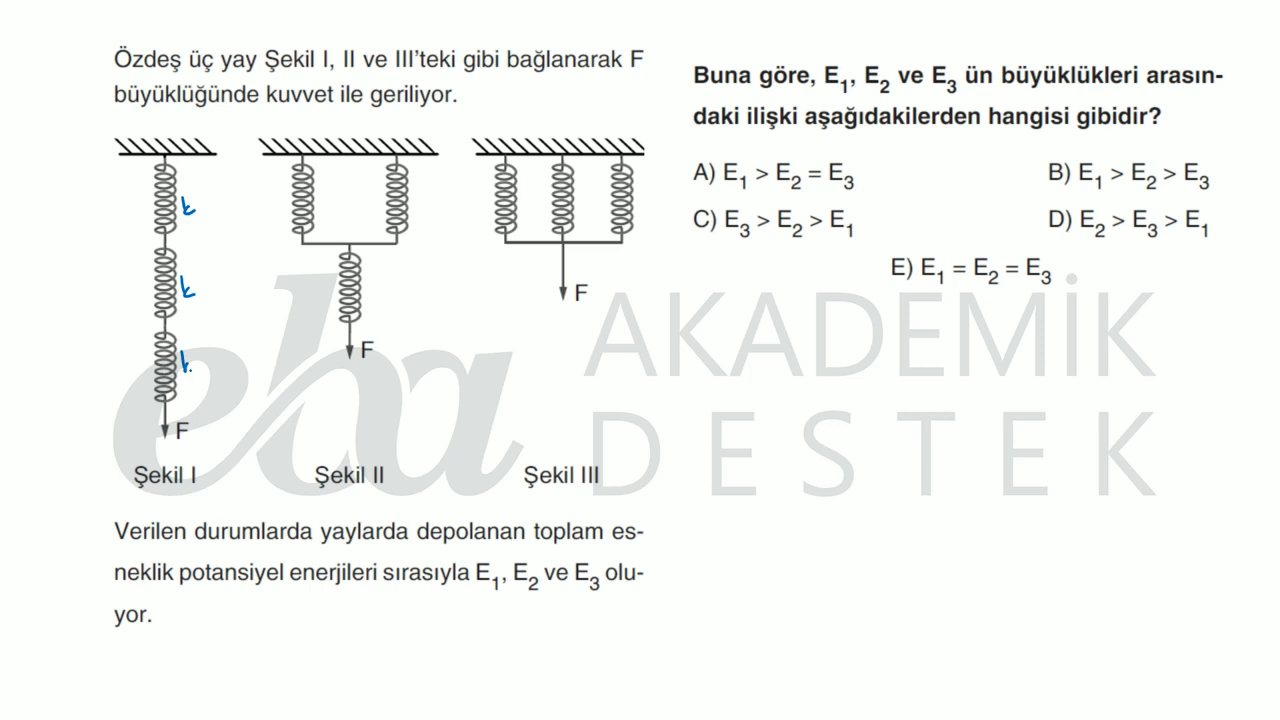 Özdeş üç yay Şekil I, II ve III'teki gibi bağlanarak F
büyüklüğünde kuvvet ile geriliyor.
k
k
k
F
F
F
Şekil I
Şekil II
Şekil III
Verilen durumlarda yaylarda depolanan toplam es-
neklik potansiyel enerjileri sırasıyla E₁, E₂ ve E₃ olu-
yor.
Buna göre, E₁, E₂ ve E₃ ün büyüklükleri arasın-
daki ilişki aşağıdakilerden hangisi gibidir?
A) E₁ > E₂ = E₃
B) E₁ > E₂ > E₃
C) E₃ > E₂ > E₁
D) E₂ > E₃ > E₁
E) E₁ = E₂ = E₃
eba
AKADEMİK
DESTEK